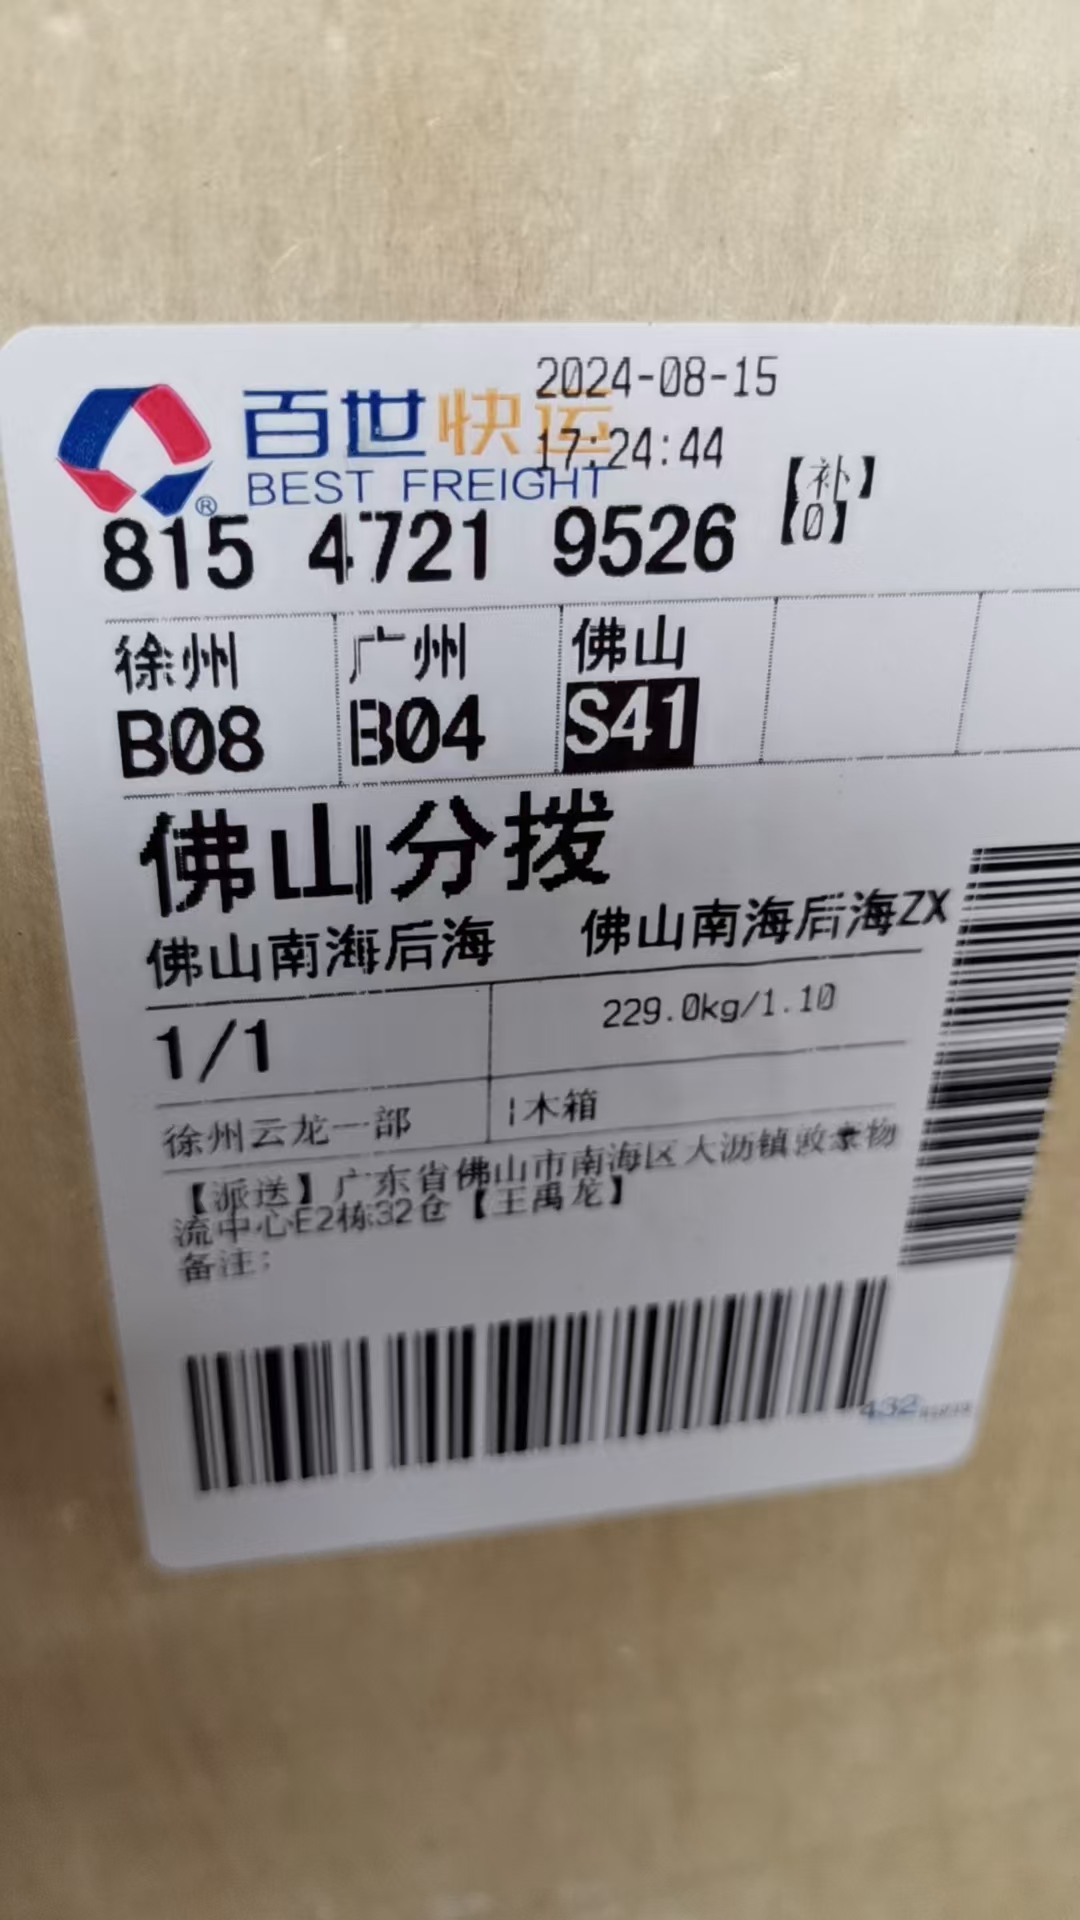 百世快运
BEST FREIGHT
®
2024-08-15
17:24:44
【补】
【0】
815 4721 9526
徐州 广州 佛山
B08 B04 S41
佛山分拨
佛山南海后海 佛山南海后海ZX
1/1 229.0kg/1.10
徐州云龙一部 木箱
【派送】广东省佛山市南海区大沥镇敦豪物
流中心E2栋32仓【王禹龙】
备注:
432